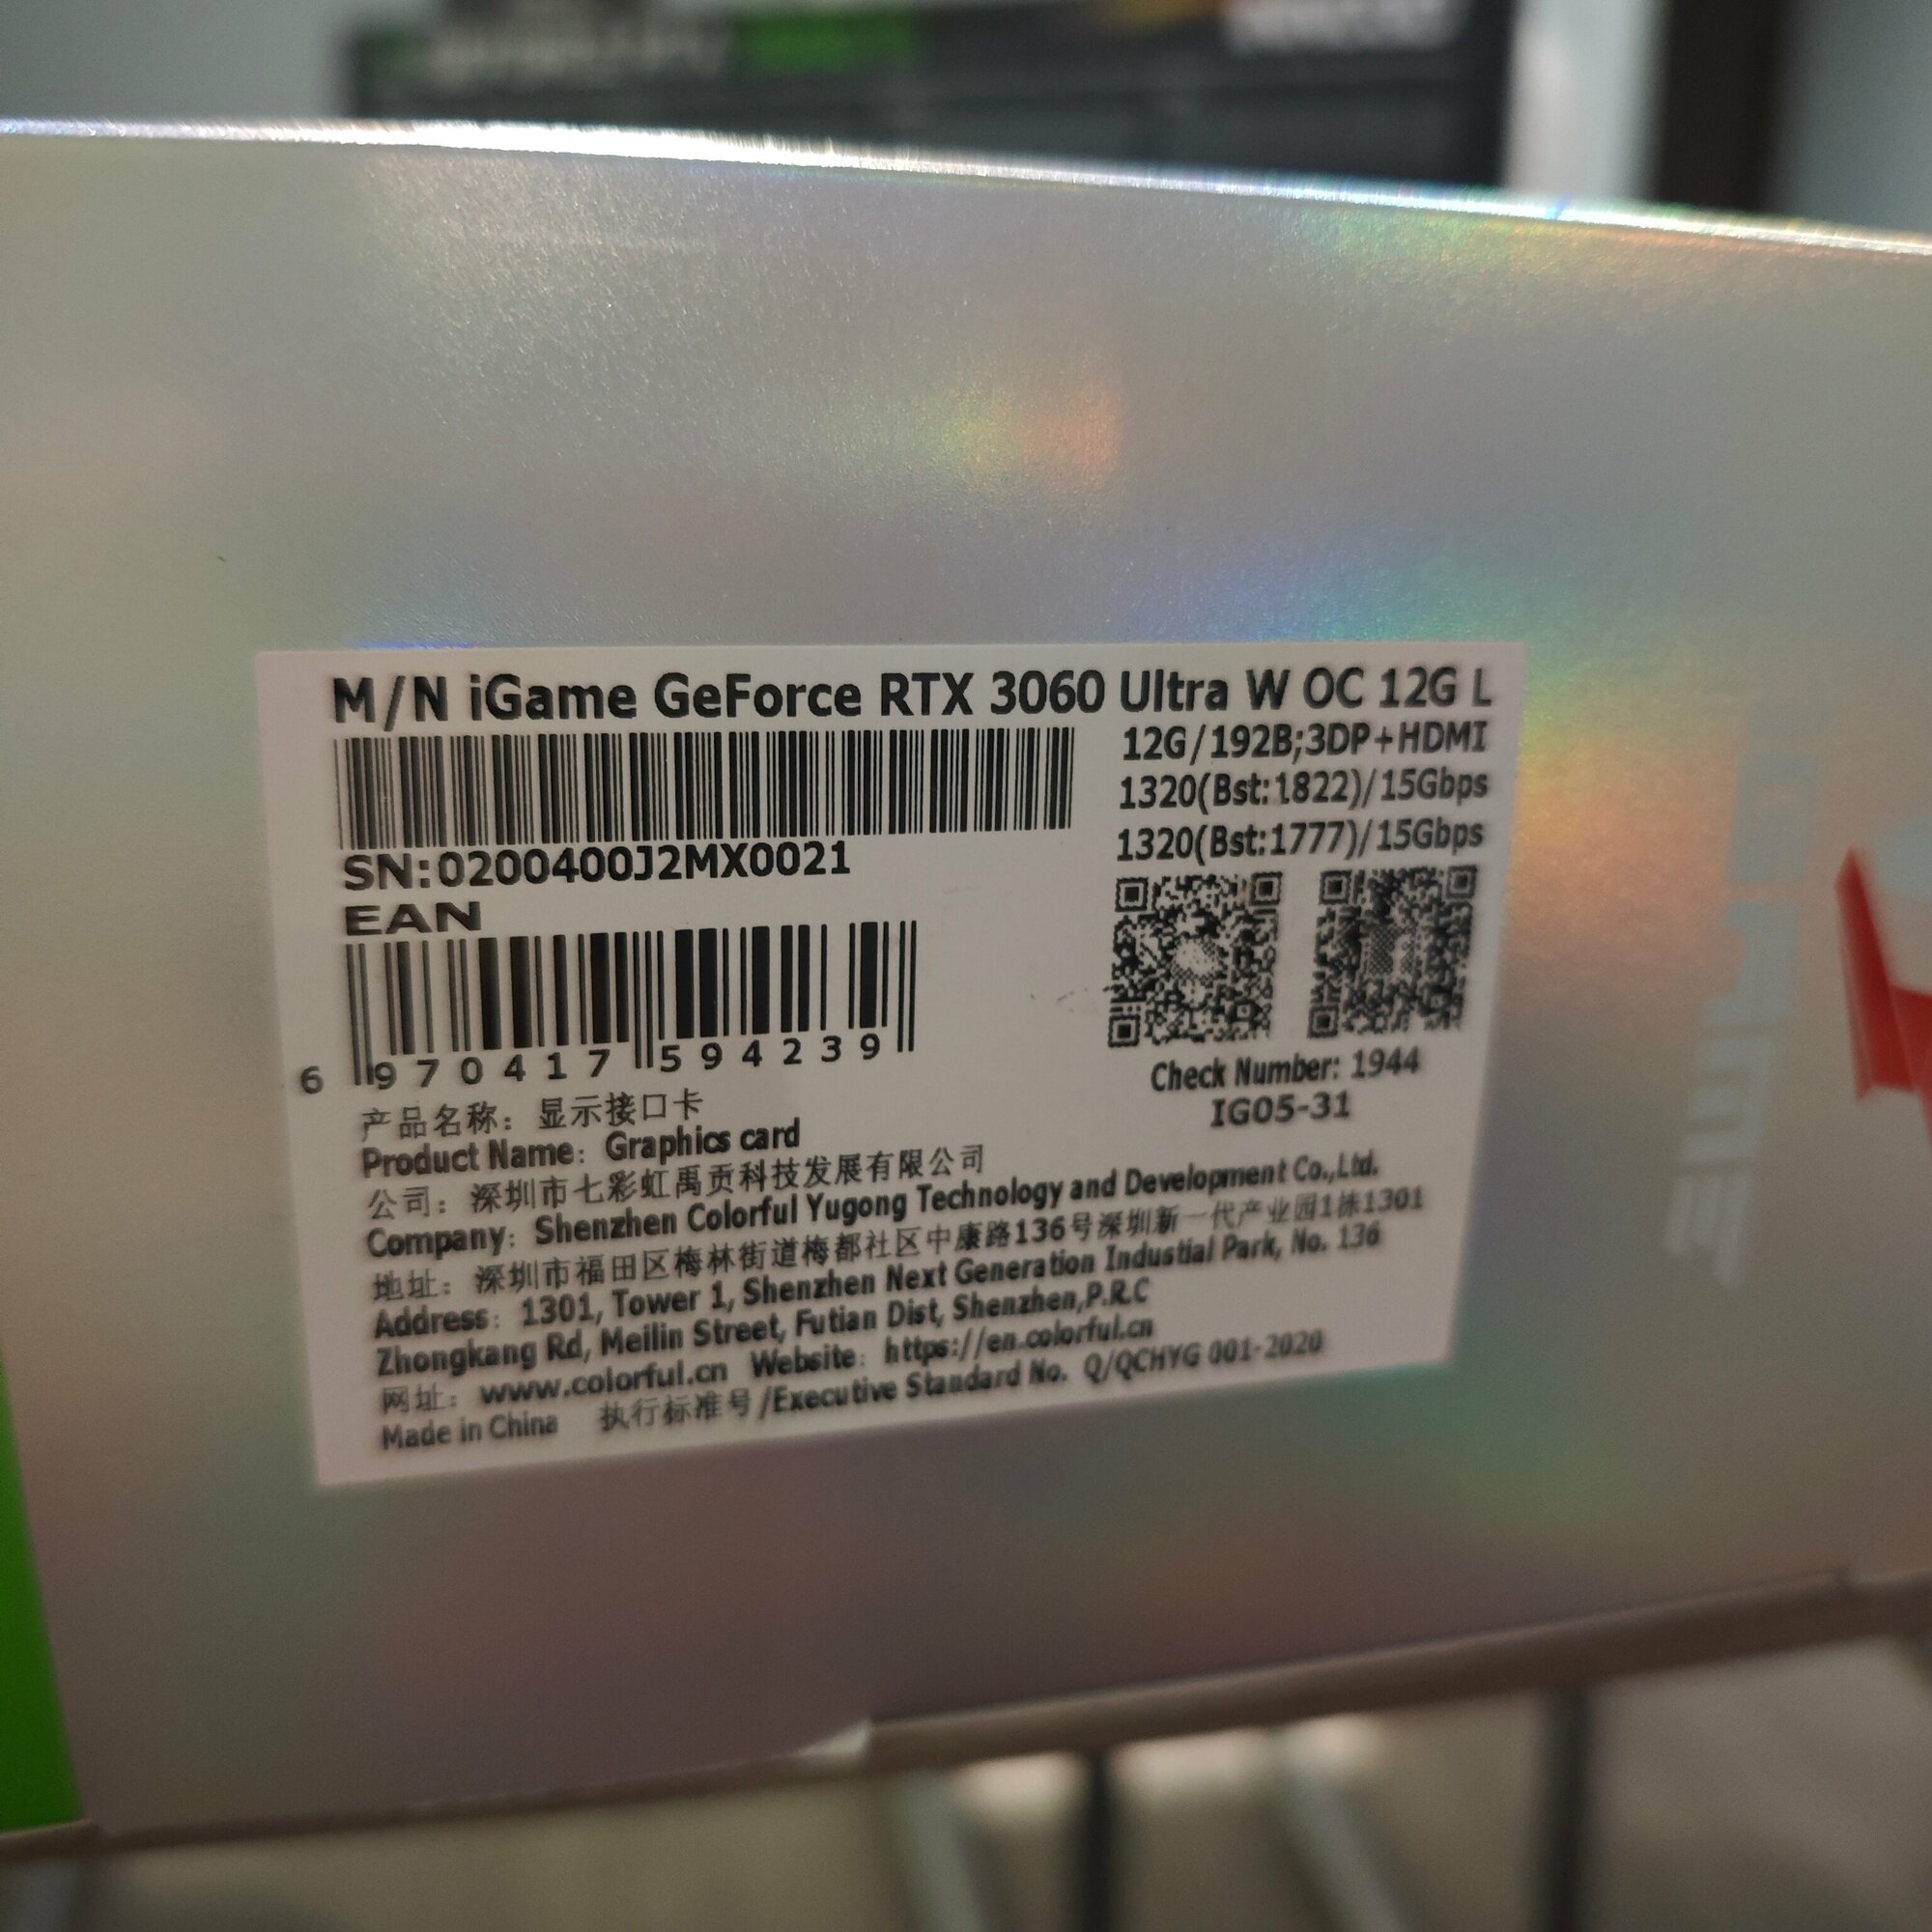 M/N iGame GeForce RTX 3060 Ultra W OC 12G L
12G/192B;3DP+HDMI
1320(Bst:1822)/15Gbps
1320(Bst:1777)/15Gbps
SN:0200400J2MX0021
EAN
6 970417 594239
Check Number: 1944
IG05-31
产品名称：显示接口卡
Product Name：Graphics card
公司：深圳市七彩虹禹贡科技发展有限公司
Company：Shenzhen Colorful Yugong Technology and Development Co.,Ltd.
地址：深圳市福田区梅林街道梅都社区中康路136号深圳新一代产业园1栋1301
Address：1301, Tower 1, Shenzhen Next Generation Industial Park, No. 136
Zhongkang Rd, Meilin Street, Futian Dist, Shenzhen,P.R.C
网址：www.colorful.cn Website：https://en.colorful.cn
Made in China 执行标准号/Executive Standard No. Q/QCHYG 001-2020